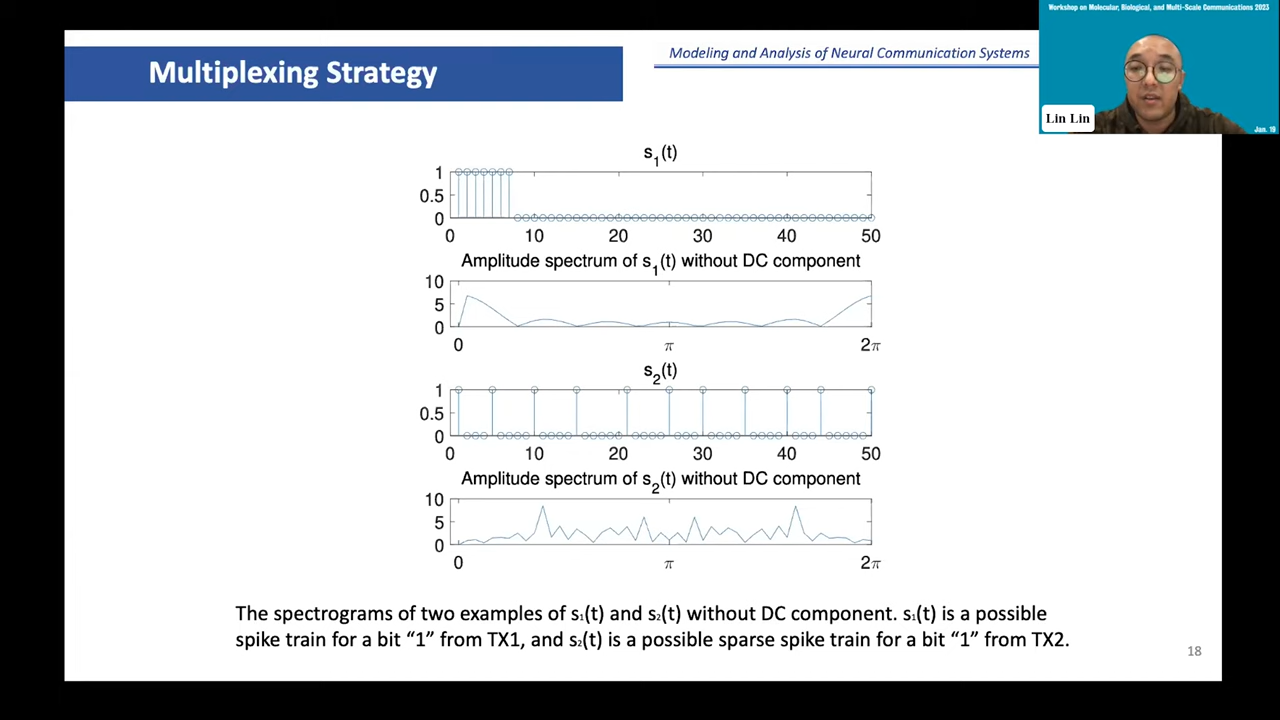 Workshop on Molecular, Biological, and Multi-Scale Communications 2023
Multiplexing Strategy
Modeling and Analysis of Neural Communication Systems
Lin Lin
Jan. 19
s1(t)
1
0.5
0
0 10 20 30 40 50
Amplitude spectrum of s1(t) without DC component
10
5
0
0 π 2π
s2(t)
1
0.5
0
0 10 20 30 40 50
Amplitude spectrum of s2(t) without DC component
10
5
0
0 π 2π
The spectrograms of two examples of s1(t) and s2(t) without DC component. s1(t) is a possible
spike train for a bit “1” from TX1, and s2(t) is a possible sparse spike train for a bit “1” from TX2.
18